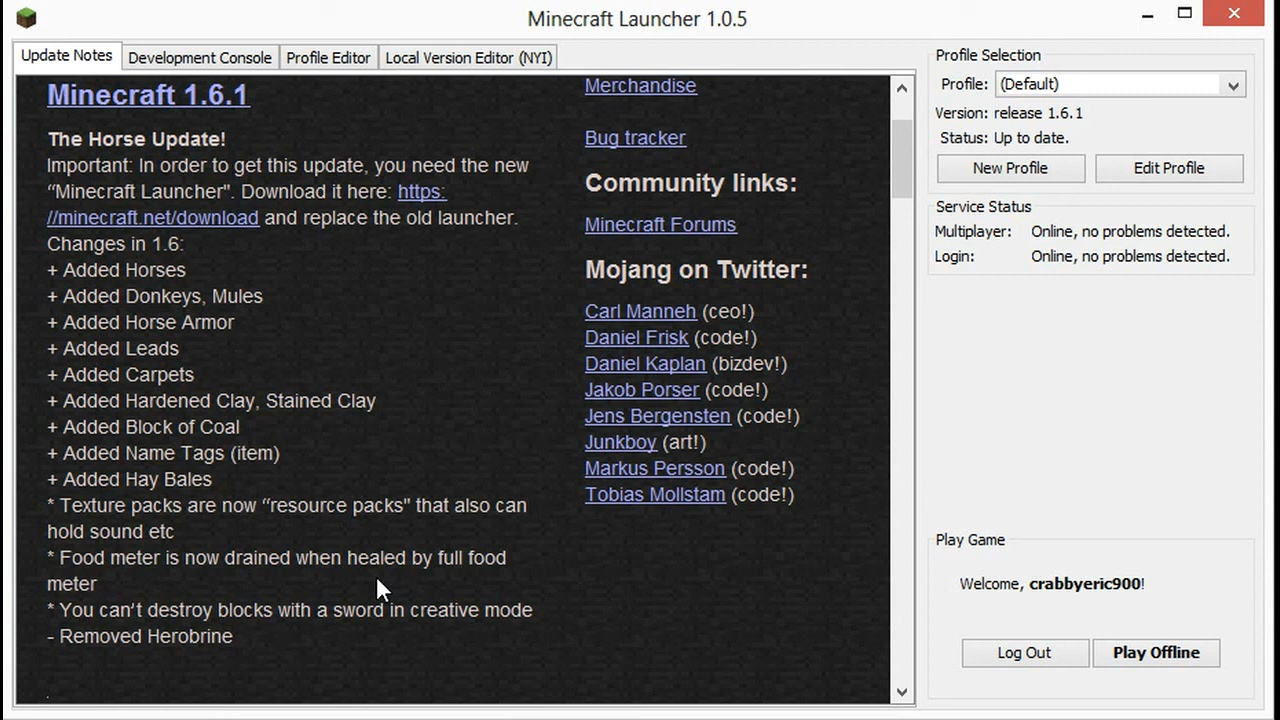 Minecraft Launcher 1.0.5
Update Notes
Development Console
Profile Editor
Local Version Editor (NYI)
Minecraft 1.6.1
The Horse Update!
Important: In order to get this update, you need the new
“Minecraft Launcher". Download it here: https:
//minecraft.net/download and replace the old launcher.
Changes in 1.6:
+ Added Horses
+ Added Donkeys, Mules
+ Added Horse Armor
+ Added Leads
+ Added Carpets
+ Added Hardened Clay, Stained Clay
+ Added Block of Coal
+ Added Name Tags (item)
+ Added Hay Bales
* Texture packs are now “resource packs" that also can
hold sound etc
* Food meter is now drained when healed by full food
meter
* You can’t destroy blocks with a sword in creative mode
- Removed Herobrine
Merchandise
Bug tracker
Community links:
Minecraft Forums
Mojang on Twitter:
Carl Manneh (ceo!)
Daniel Frisk (code!)
Daniel Kaplan (bizdev!)
Jakob Porser (code!)
Jens Bergensten (code!)
Junkboy (art!)
Markus Persson (code!)
Tobias Mollstam (code!)
Profile Selection
Profile: (Default)
Version: release 1.6.1
Status: Up to date.
New Profile
Edit Profile
Service Status
Multiplayer: Online, no problems detected.
Login: Online, no problems detected.
Play Game
Welcome, crabbyeric900!
Log Out
Play Offline